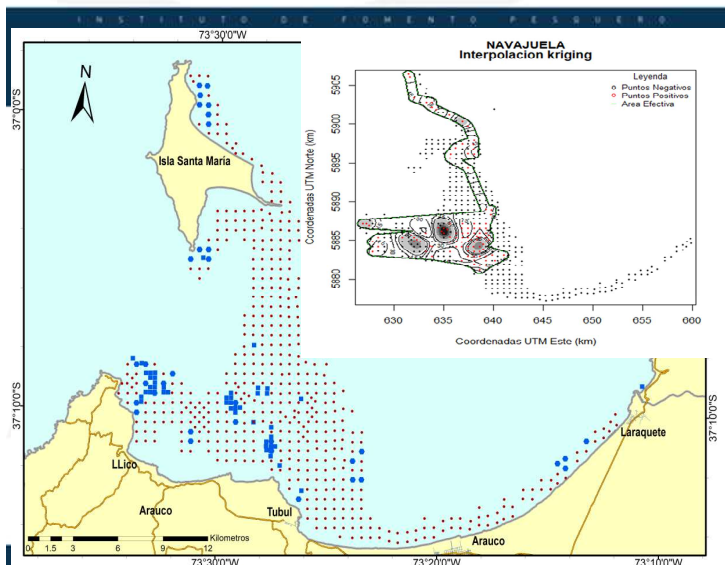 INSTITUTO DE FOMENTO PESQUERO
73°30'0"W
N
37°0'0"S
Isla Santa María
NAVAJUELA
Interpolacion kriging
Leyenda
Puntos Negativos
Puntos Positivos
Area Efectiva
Coordenadas UTM Norte (km)
5905
5900
5895
5890
5885
5880
630
635
640
645
650
655
660
Coordenadas UTM Este (km)
37°10'0"S
37°10'0"S
Laraquete
LLico
Arauco
Tubul
Arauco
Kilometros
0 1.5 3 6 9 12
73°30'0"W
73°20'0"W
73°10'0"W